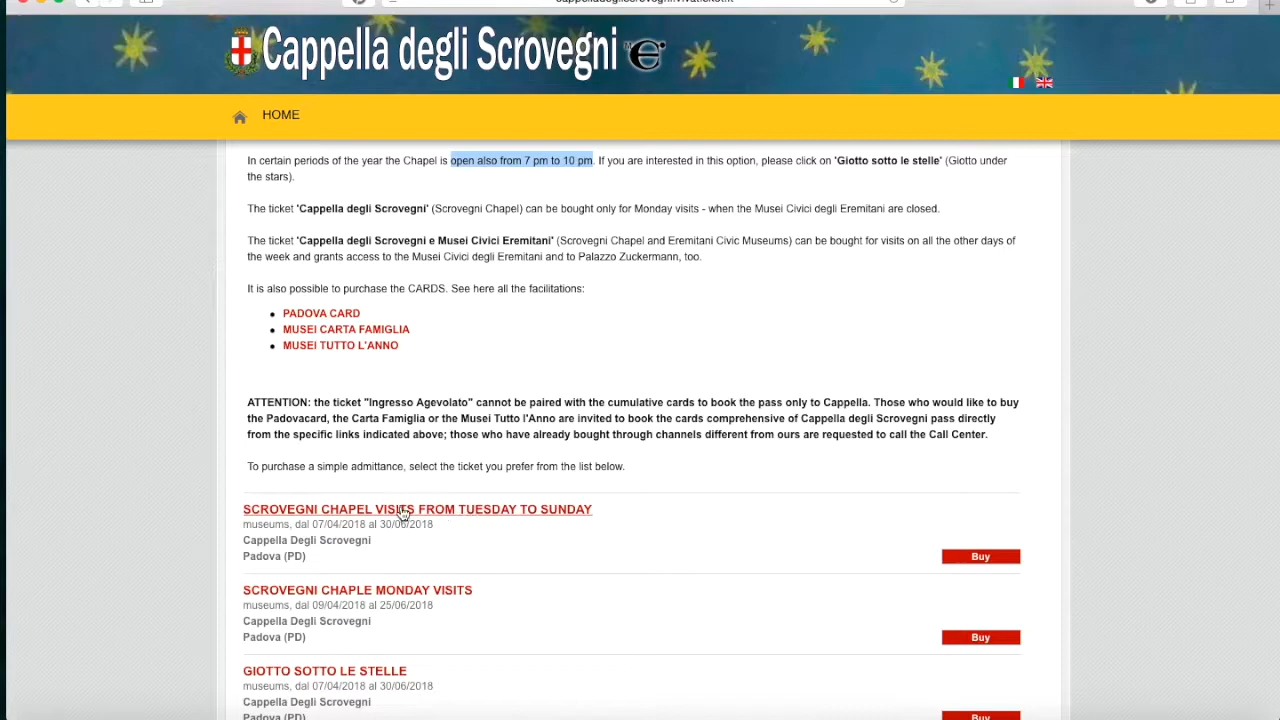 Cappella degli Scrovegni
HOME
In certain periods of the year the Chapel is open also from 7 pm to 10 pm. If you are interested in this option, please click on 'Giotto sotto le stelle' (Giotto under
the stars).
The ticket 'Cappella degli Scrovegni' (Scrovegni Chapel) can be bought only for Monday visits - when the Musei Civici degli Eremitani are closed.
The ticket 'Cappella degli Scrovegni e Musei Civici Eremitani' (Scrovegni Chapel and Eremitani Civic Museums) can be bought for visits on all the other days of
the week and grants access to the Musei Civici degli Eremitani and to Palazzo Zuckermann, too.
It is also possible to purchase the CARDS. See here all the facilitations:
PADOVA CARD
MUSEI CARTA FAMIGLIA
MUSEI TUTTO L'ANNO
ATTENTION: the ticket "Ingresso Agevolato" cannot be paired with the cumulative cards to book the pass only to Cappella. Those who would like to buy
the Padovacard, the Carta Famiglia or the Musei Tutto l'Anno are invited to book the cards comprehensive of Cappella degli Scrovegni pass directly
from the specific links indicated above; those who have already bought through channels different from ours are requested to call the Call Center.
To purchase a simple admittance, select the ticket you prefer from the list below.
SCROVEGNI CHAPEL VISITS FROM TUESDAY TO SUNDAY
museums, dal 07/04/2018 al 30/06/2018
Cappella Degli Scrovegni
Padova (PD)
Buy
SCROVEGNI CHAPLE MONDAY VISITS
museums, dal 09/04/2018 al 25/06/2018
Cappella Degli Scrovegni
Padova (PD)
Buy
GIOTTO SOTTO LE STELLE
museums, dal 07/04/2018 al 30/06/2018
Cappella Degli Scrovegni
Padova (PD)
Buy